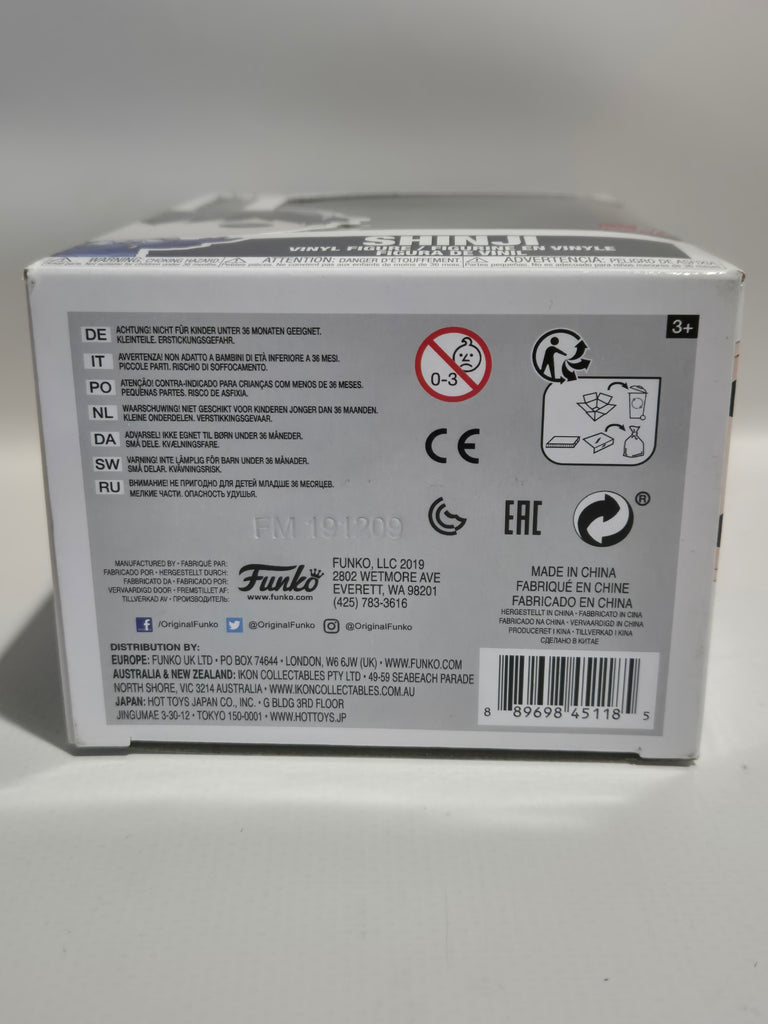 SHINJI
VINYL FIGURE / FIGURINE EN VINYLE
FIGURA DE VINIL
WARNING: CHOKING HAZARD. ATTENTION: DANGER D'ÉTOUFFEMENT. ADVERTENCIA: PELIGRO DE ASFIXIA
3+
DE ACHTUNG! NICHT FÜR KINDER UNTER 36 MONATEN GEEIGNET.
KLEINTEILE. ERSTICKUNGSGEFAHR.
IT AVVERTENZA! NON ADATTO A BAMBINI DI ETÀ INFERIORE A 36 MESI.
PICCOLE PARTI. RISCHIO DI SOFFOCAMENTO.
PO ATENÇÃO! CONTRA-INDICADO PARA CRIANÇAS COM MENOS DE 36 MESES.
PEQUENAS PARTES. RISCO DE ASFIXIA.
NL WAARSCHUWING! NIET GESCHIKT VOOR KINDEREN JONGER DAN 36 MAANDEN.
KLEINE ONDERDELEN. VERSTIKKINGSGEVAAR.
DA ADVARSEL! IKKE EGNET TIL BØRN UNDER 36 MÅNEDER.
SMÅ DELE. KVÆLNINGSFARE.
SW VARNING! INTE LÄMPLIG FÖR BARN UNDER 36 MÅNADER.
SMÅ DELAR. KVÄVNINGSRISK.
RU ВНИМАНИЕ! НЕ ПРИГОДНО ДЛЯ ДЕТЕЙ МЛАДШЕ 36 МЕСЯЦЕВ.
МЕЛКИЕ ЧАСТИ. ОПАСНОСТЬ УДУШЬЯ.
0-3
CE
EAC
®
FM 191209
MANUFACTURED BY • FABRIQUÉ PAR:
FABRICADO POR • HERGESTELLT DURCH:
FABBRICATO DA • FABRICADO POR:
VERVAARDIGD DOOR • FREMSTILLET AF:
TILLVERKAD AV • ПРОИЗВОДИТЕЛЬ:
Funko
www.funko.com
FUNKO, LLC 2019
2802 WETMORE AVE
EVERETT, WA 98201
(425) 783-3616
MADE IN CHINA
FABRIQUÉ EN CHINE
FABRICADO EN CHINA
HERGESTELLT IN CHINA • FABBRICATO IN CINA
FABRICADO NA CHINA • VERVAARDIGD IN CHINA
PRODUCERET I KINA • TILLVERKAD I KINA
СДЕЛАНО В КИТАЕ
/OriginalFunko @OriginalFunko @OriginalFunko
DISTRIBUTION BY:
EUROPE: FUNKO UK LTD • PO BOX 74644 • LONDON, W6 6JW (UK) • WWW.FUNKO.COM
AUSTRALIA & NEW ZEALAND: IKON COLLECTABLES PTY LTD • 49-59 SEABEACH PARADE
NORTH SHORE, VIC 3214 AUSTRALIA • WWW.IKONCOLLECTABLES.COM.AU
JAPAN: HOT TOYS JAPAN CO., INC. • G BLDG 3RD FLOOR
JINGUMAE 3-30-12 • TOKYO 150-0001 • WWW.HOTTOYS.JP
8 89698 45118 5